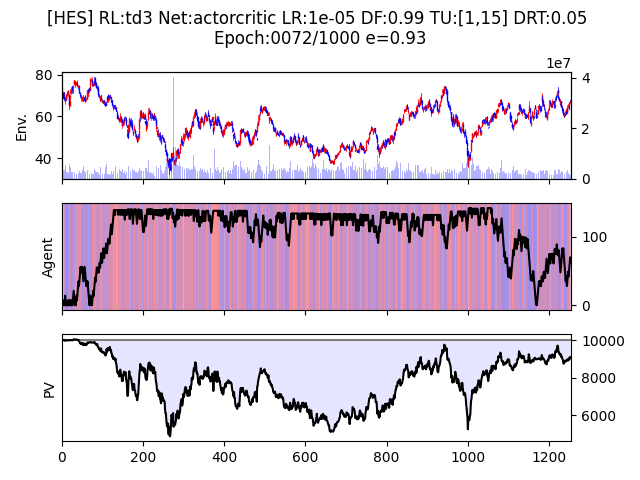 [HES] RL:td3 Net:actorcritic LR:1e-05 DF:0.99 TU:[1,15] DRT:0.05
Epoch:0072/1000 e=0.93
1e7
80
60
40
Env.
4
2
0
Agent
100
0
PV
10000
8000
6000
0 200 400 600 800 1000 1200